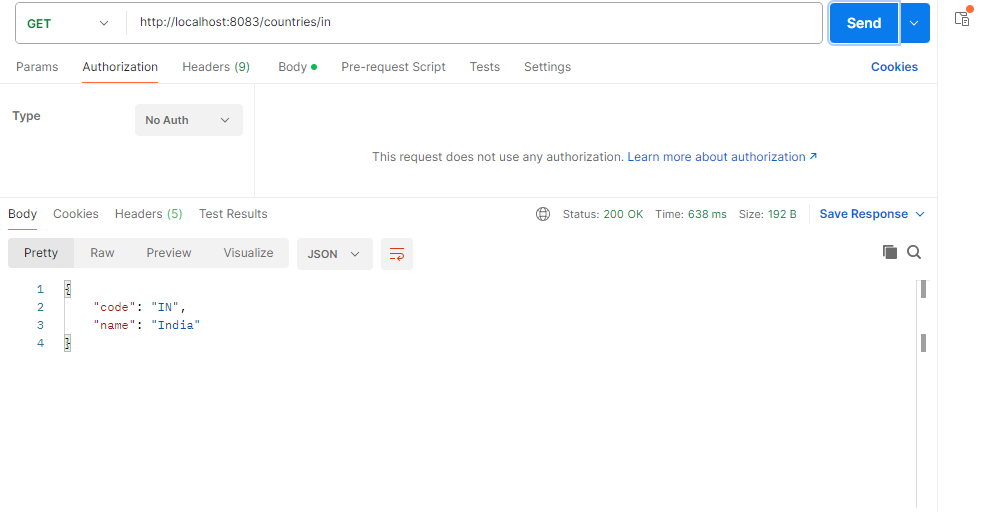 GET http://localhost:8083/countries/in Send
Params Authorization Headers (9) Body Pre-request Script Tests Settings Cookies
Type No Auth
This request does not use any authorization. Learn more about authorization ↗
Body Cookies Headers (5) Test Results Status: 200 OK Time: 638 ms Size: 192 B Save Response
Pretty Raw Preview Visualize JSON
1 {
2 "code": "IN",
3 "name": "India"
4 }